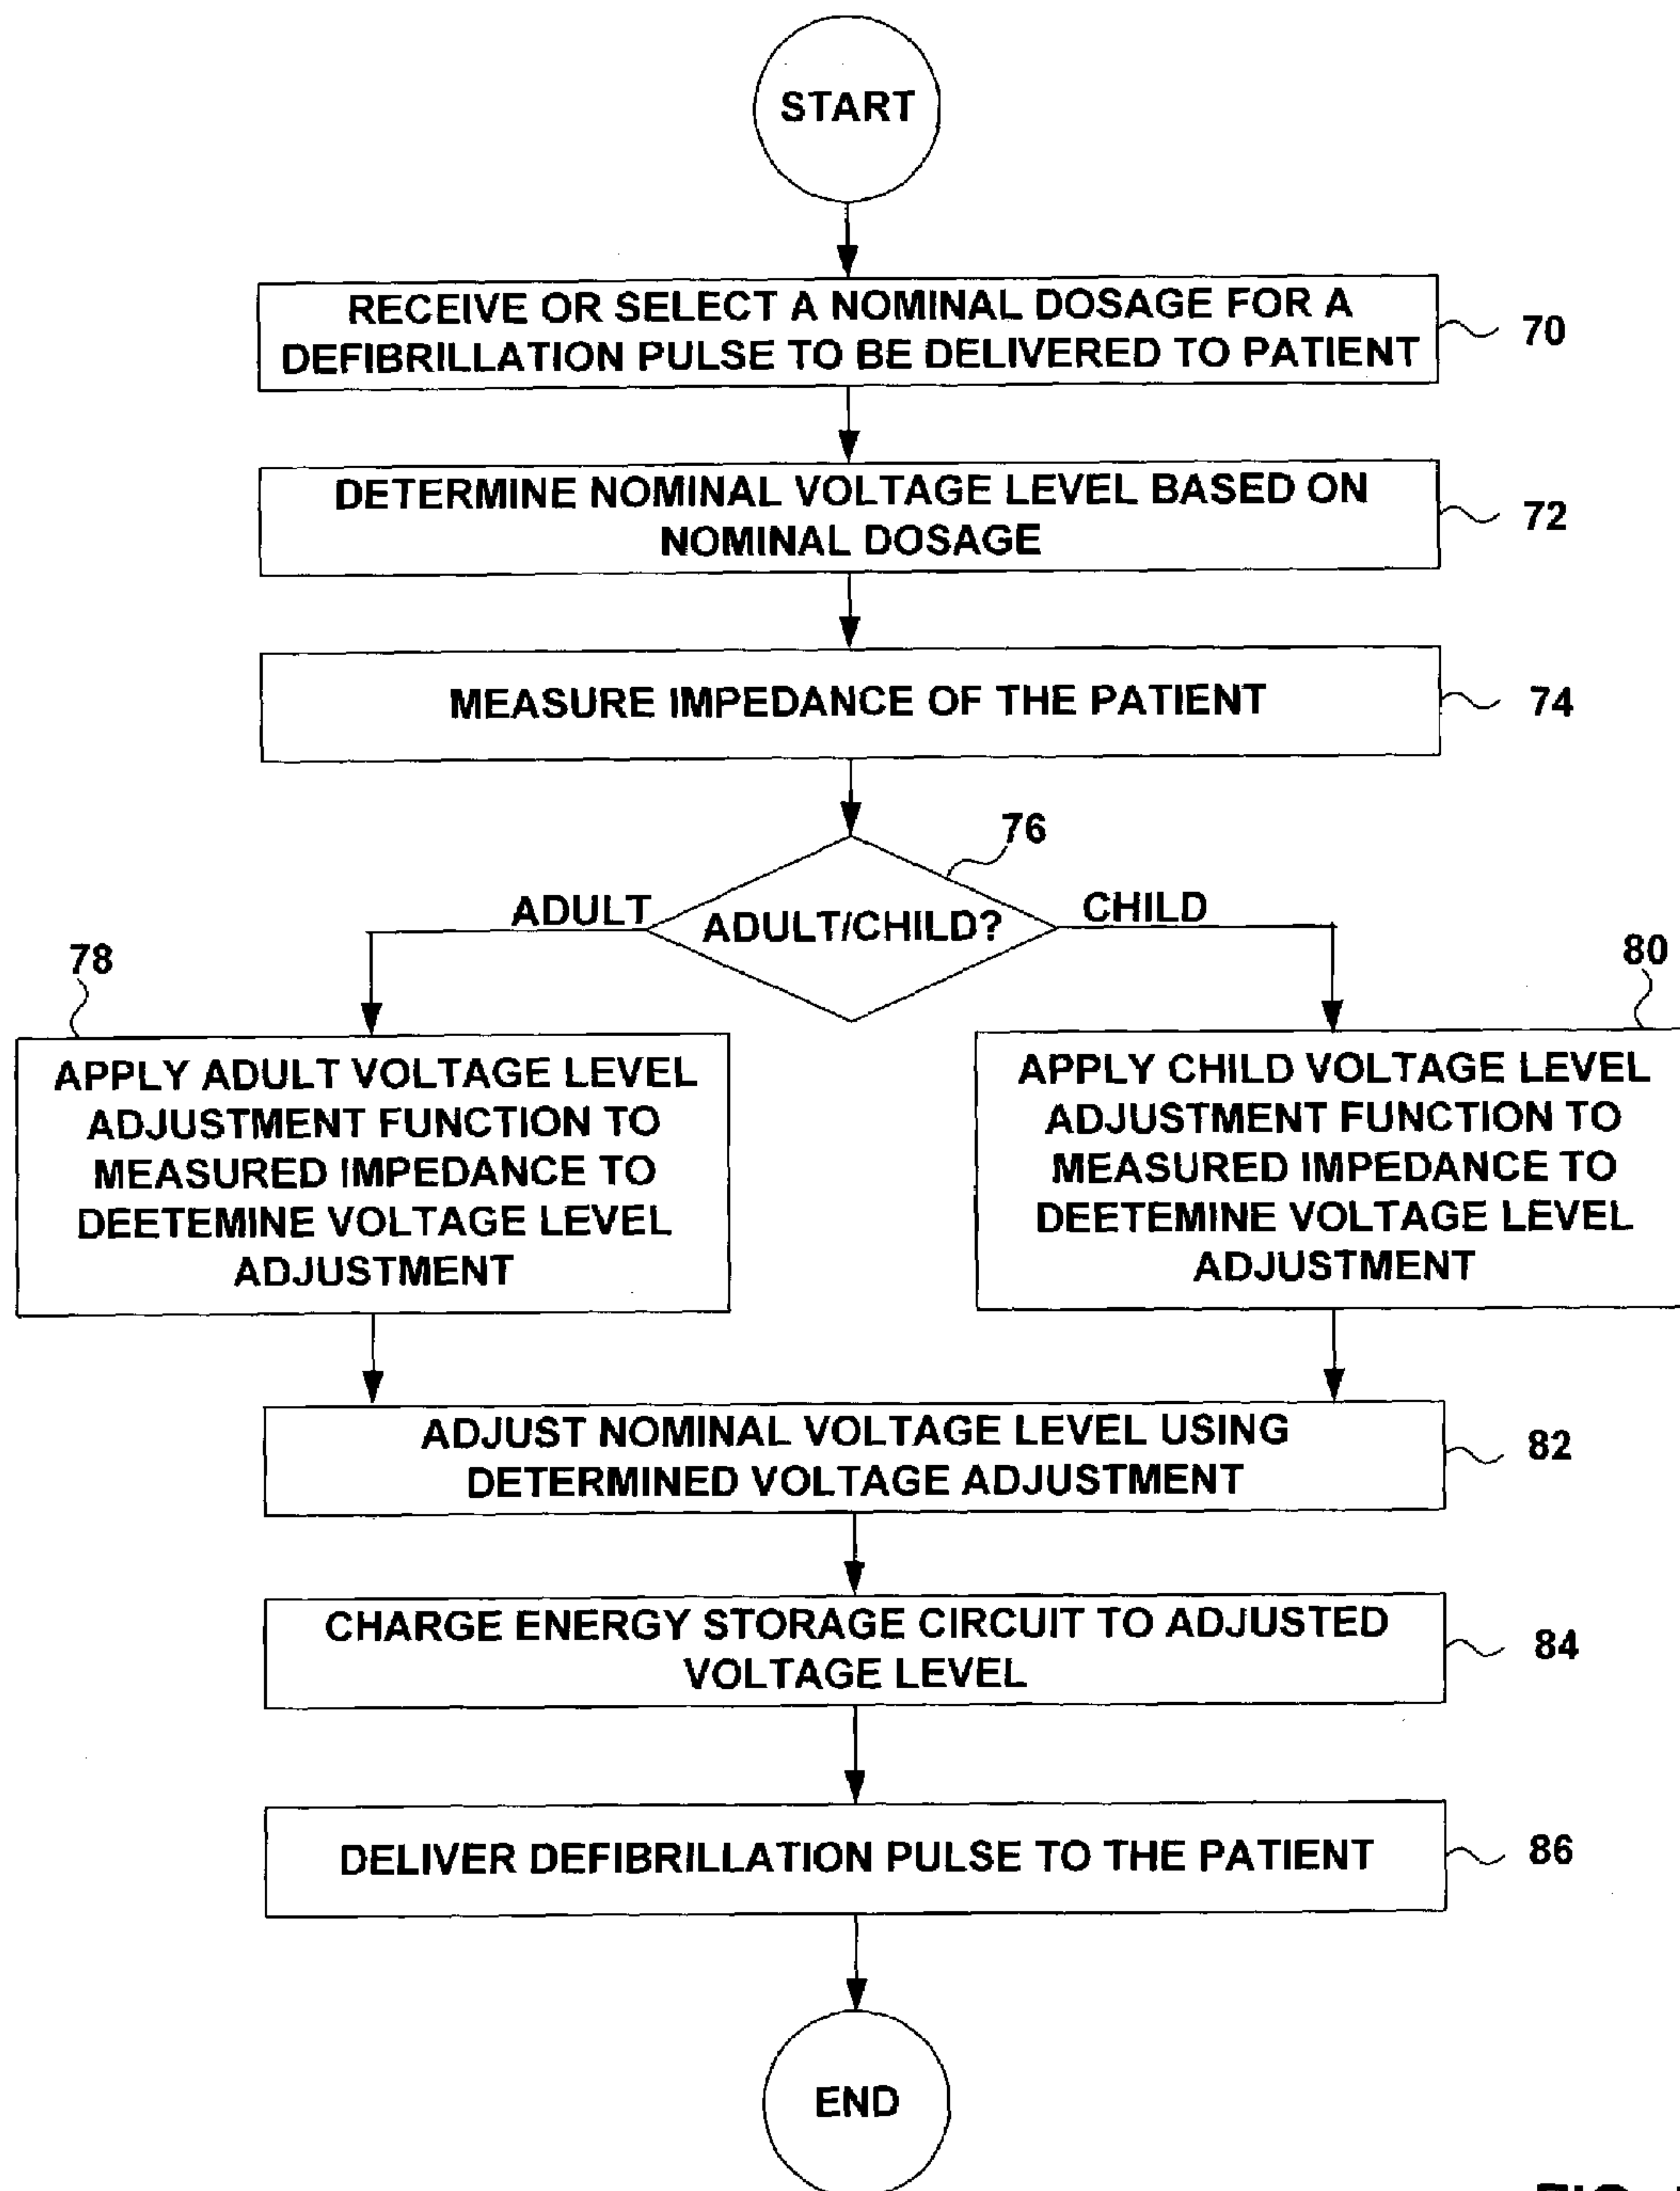 START
RECEIVE OR SELECT A NOMINAL DOSAGE FOR A
DEFIBRILLATION PULSE TO BE DELIVERED TO PATIENT
70
DETERMINE NOMINAL VOLTAGE LEVEL BASED ON
NOMINAL DOSAGE
72
MEASURE IMPEDANCE OF THE PATIENT
74
76
ADULT
ADULT/CHILD?
CHILD
78
APPLY ADULT VOLTAGE LEVEL
ADJUSTMENT FUNCTION TO
MEASURED IMPEDANCE TO
DEETEMINE VOLTAGE LEVEL
ADJUSTMENT
80
APPLY CHILD VOLTAGE LEVEL
ADJUSTMENT FUNCTION TO
MEASURED IMPEDANCE TO
DEETEMINE VOLTAGE LEVEL
ADJUSTMENT
ADJUST NOMINAL VOLTAGE LEVEL USING
DETERMINED VOLTAGE ADJUSTMENT
82
CHARGE ENERGY STORAGE CIRCUIT TO ADJUSTED
VOLTAGE LEVEL
84
DELIVER DEFIBRILLATION PULSE TO THE PATIENT
86
END